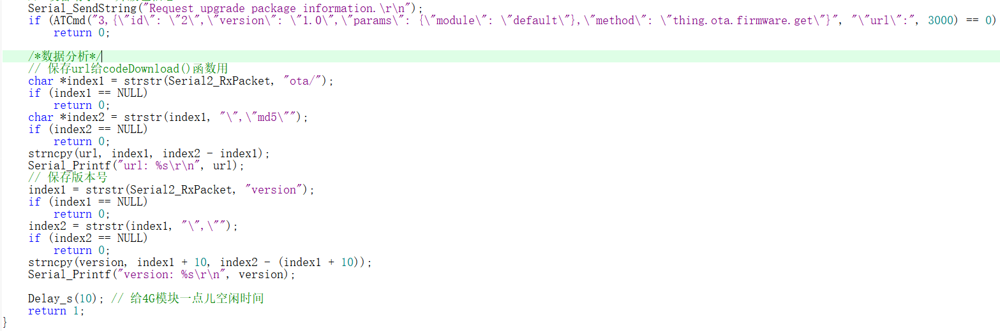 Serial_SendString("Request upgrade package information.\r\n");
if (ATCmd("3,{\"id\": \"2\",\"version\": \"1.0\",\"params\": {\"module\": \"default\"},\"method\": \"thing.ota.firmware.get\"}", "\"url\":", 3000) == 0)
return 0;
/*数据分析*/
// 保存url给codeDownload()函数用
char *index1 = strstr(Serial2_RxPacket, "ota/");
if (index1 == NULL)
return 0;
char *index2 = strstr(index1, "\",\"md5\"");
if (index2 == NULL)
return 0;
strncpy(url, index1, index2 - index1);
Serial_Printf("url: %s\r\n", url);
// 保存版本号
index1 = strstr(Serial2_RxPacket, "version");
if (index1 == NULL)
return 0;
index2 = strstr(index1, "\",\"");
if (index2 == NULL)
return 0;
strncpy(version, index1 + 10, index2 - (index1 + 10));
Serial_Printf("version: %s\r\n", version);
Delay_s(10); // 给4G模块一点儿空闲时间
return 1;
}